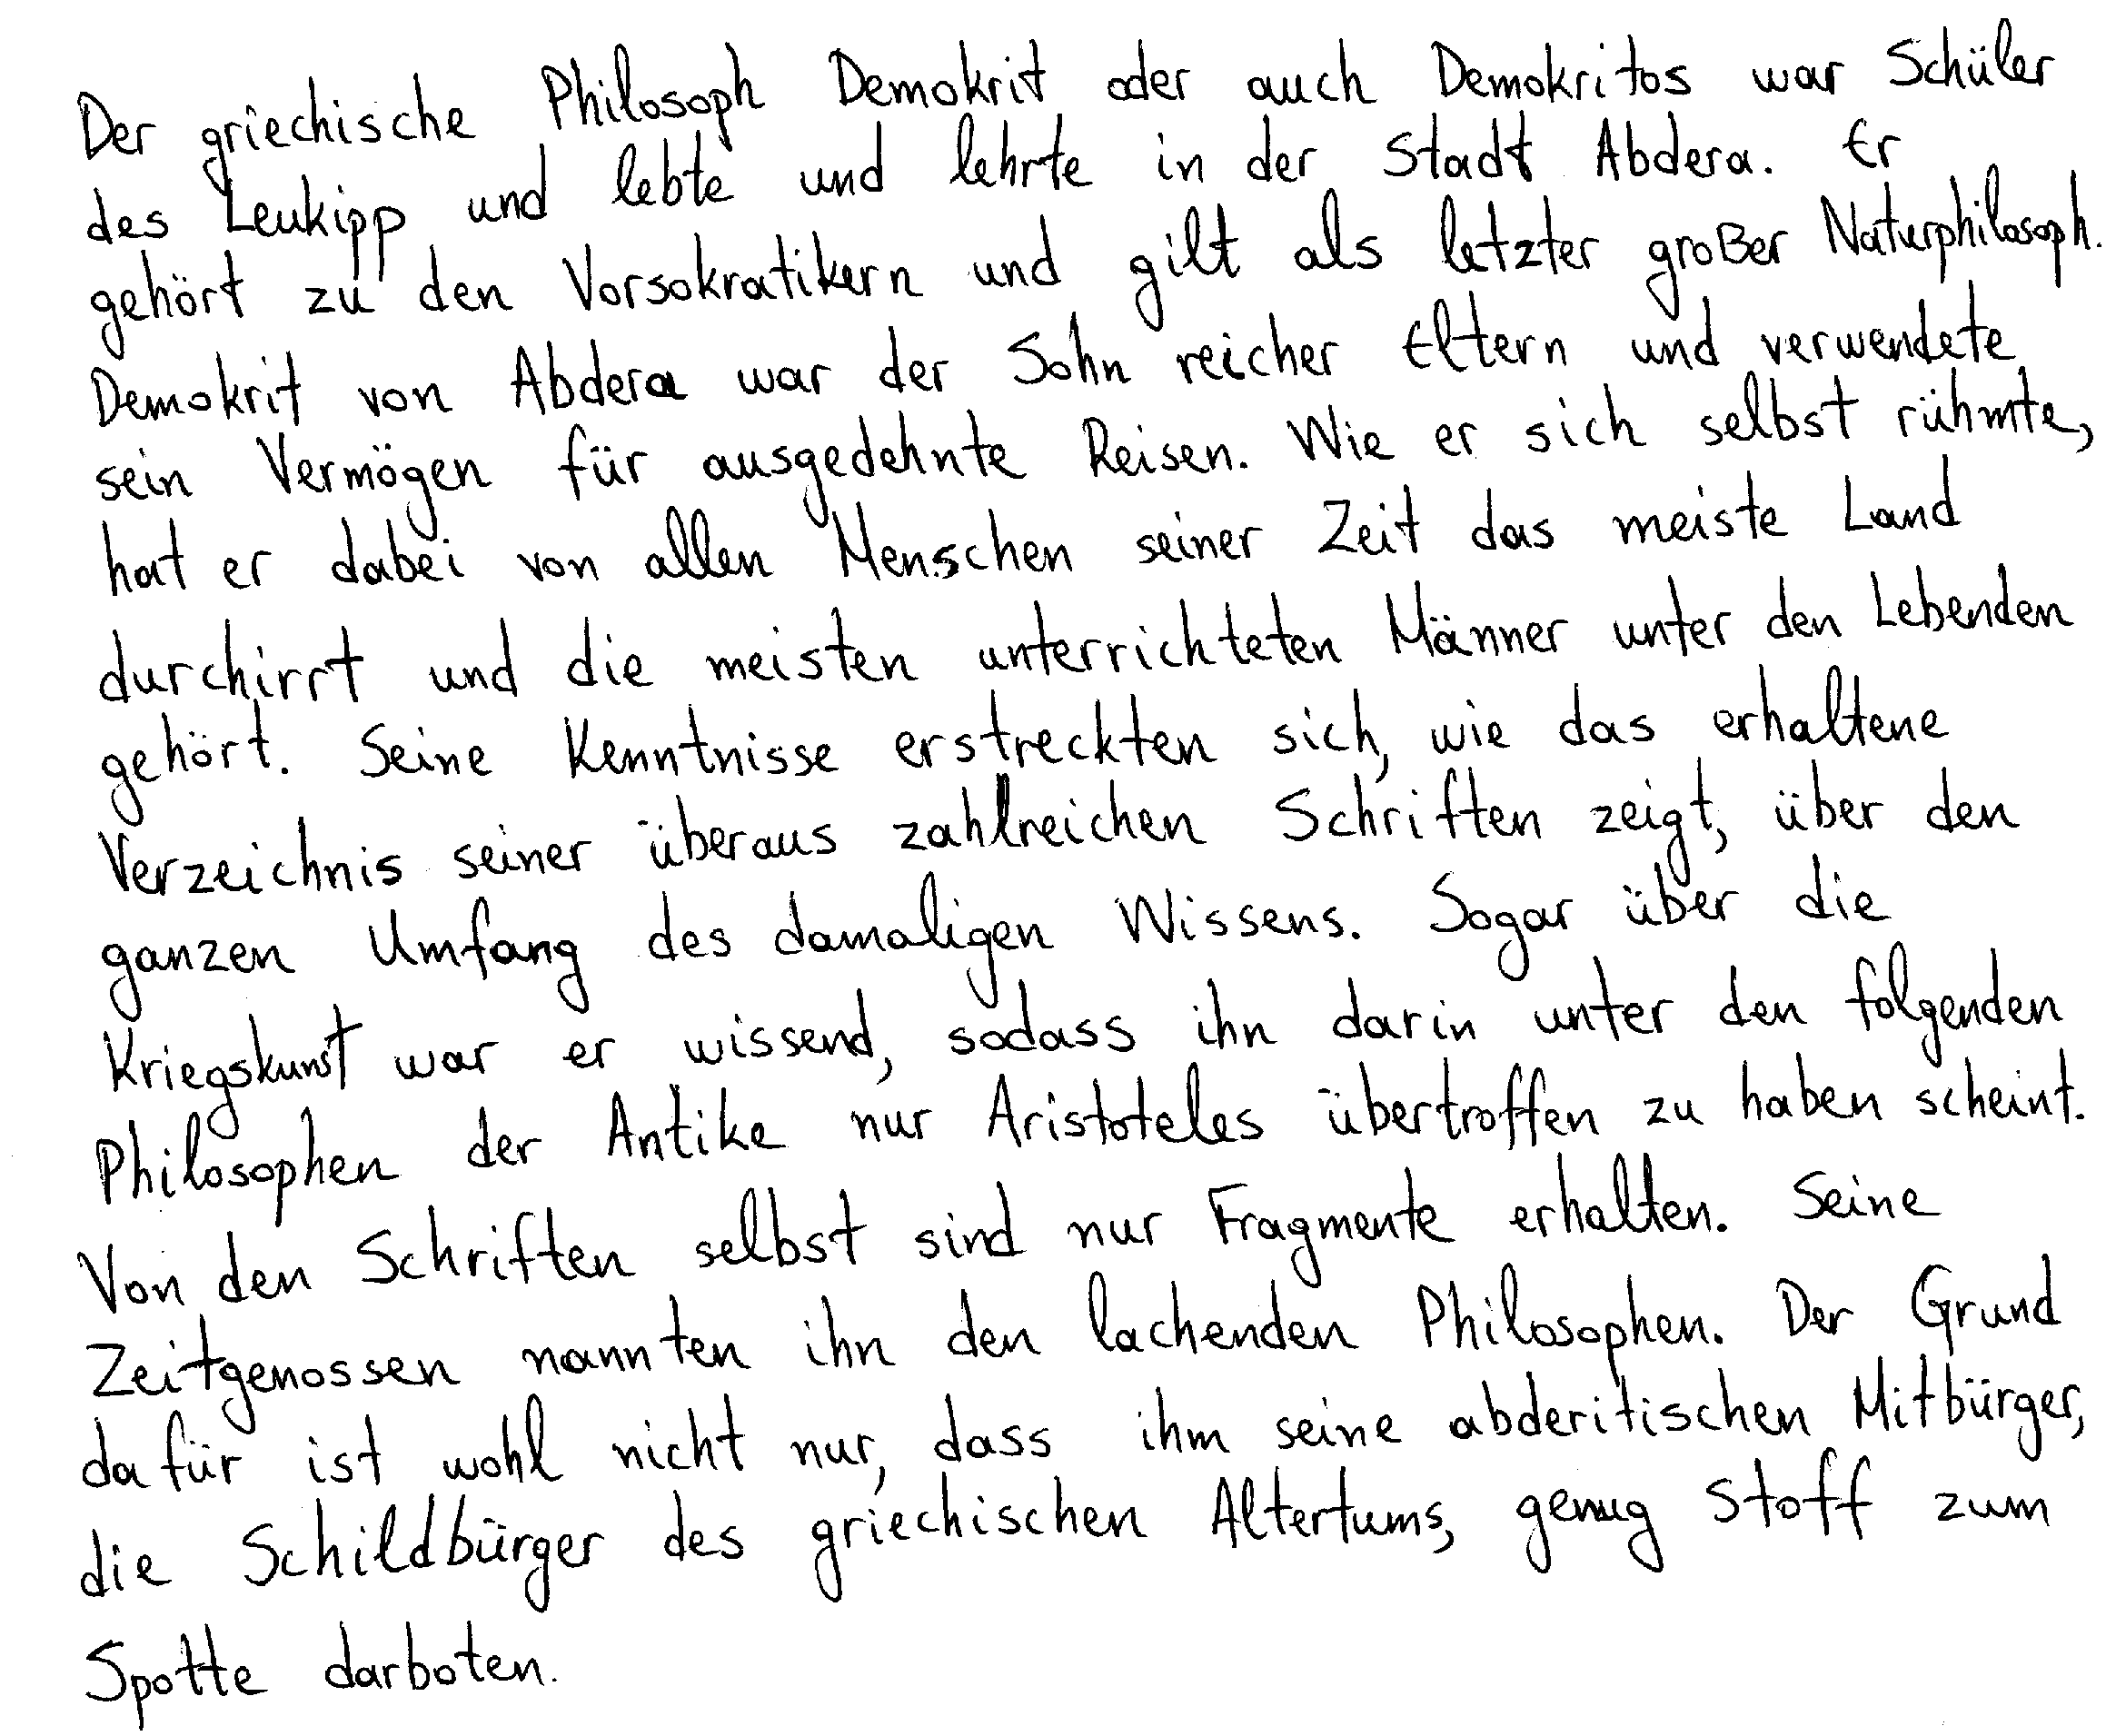 Der griechische Philosoph Demokrit oder auch Demokritos war Schüler
des Leukipp und lebte und lehrte in der Stadt Abdera. Er
gehört zu den Vorsokratikern und gilt als letzter großer Naturphilosoph.
Demokrit von Abdera war der Sohn reicher Eltern und verwendete
sein Vermögen für ausgedehnte Reisen. Wie er sich selbst rühmte,
hat er dabei von allen Menschen seiner Zeit das meiste Land
durchirrt und die meisten unterrichteten Männer unter den Lebenden
gehört. Seine Kenntnisse erstreckten sich, wie das erhaltene
Verzeichnis seiner überaus zahlreichen Schriften zeigt, über den
ganzen Umfang des damaligen Wissens. Sogar über die
Kriegskunst war er wissend, sodass ihn darin unter den folgenden
Philosophen der Antike nur Aristoteles übertroffen zu haben scheint.
Von den Schriften selbst sind nur Fragmente erhalten. Seine
Zeitgenossen nannten ihn den lachenden Philosophen. Der Grund
dafür ist wohl nicht nur, dass ihm seine abderitischen Mitbürger,
die Schildbürger des griechischen Altertums, genug Stoff zum
Spotte darboten.